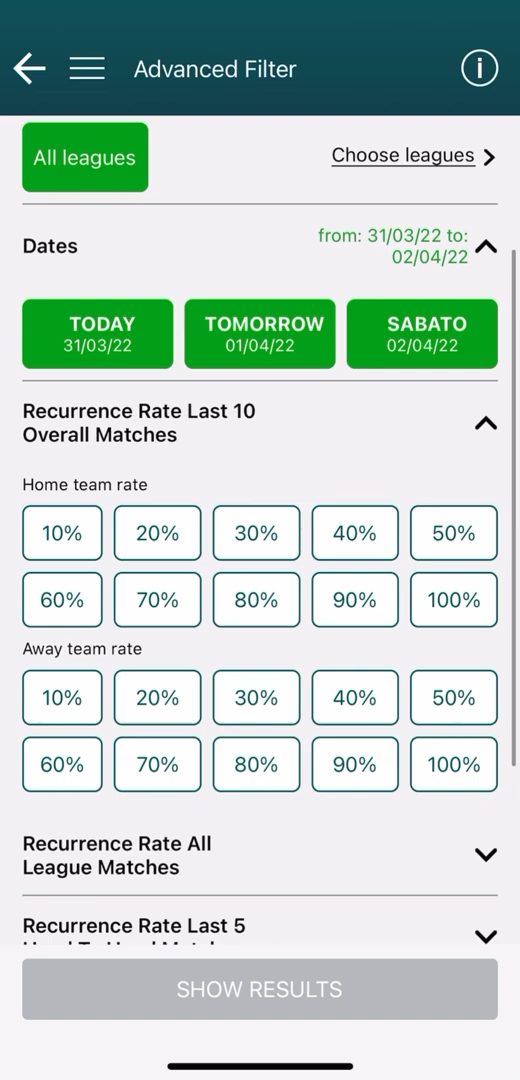 Advanced Filter
All leagues
Choose leagues
Dates
from: 31/03/22 to:
02/04/22
TODAY
31/03/22
TOMORROW
01/04/22
SABATO
02/04/22
Recurrence Rate Last 10
Overall Matches
Home team rate
10% 20% 30% 40% 50%
60% 70% 80% 90% 100%
Away team rate
10% 20% 30% 40% 50%
60% 70% 80% 90% 100%
Recurrence Rate All
League Matches
Recurrence Rate Last 5
SHOW RESULTS